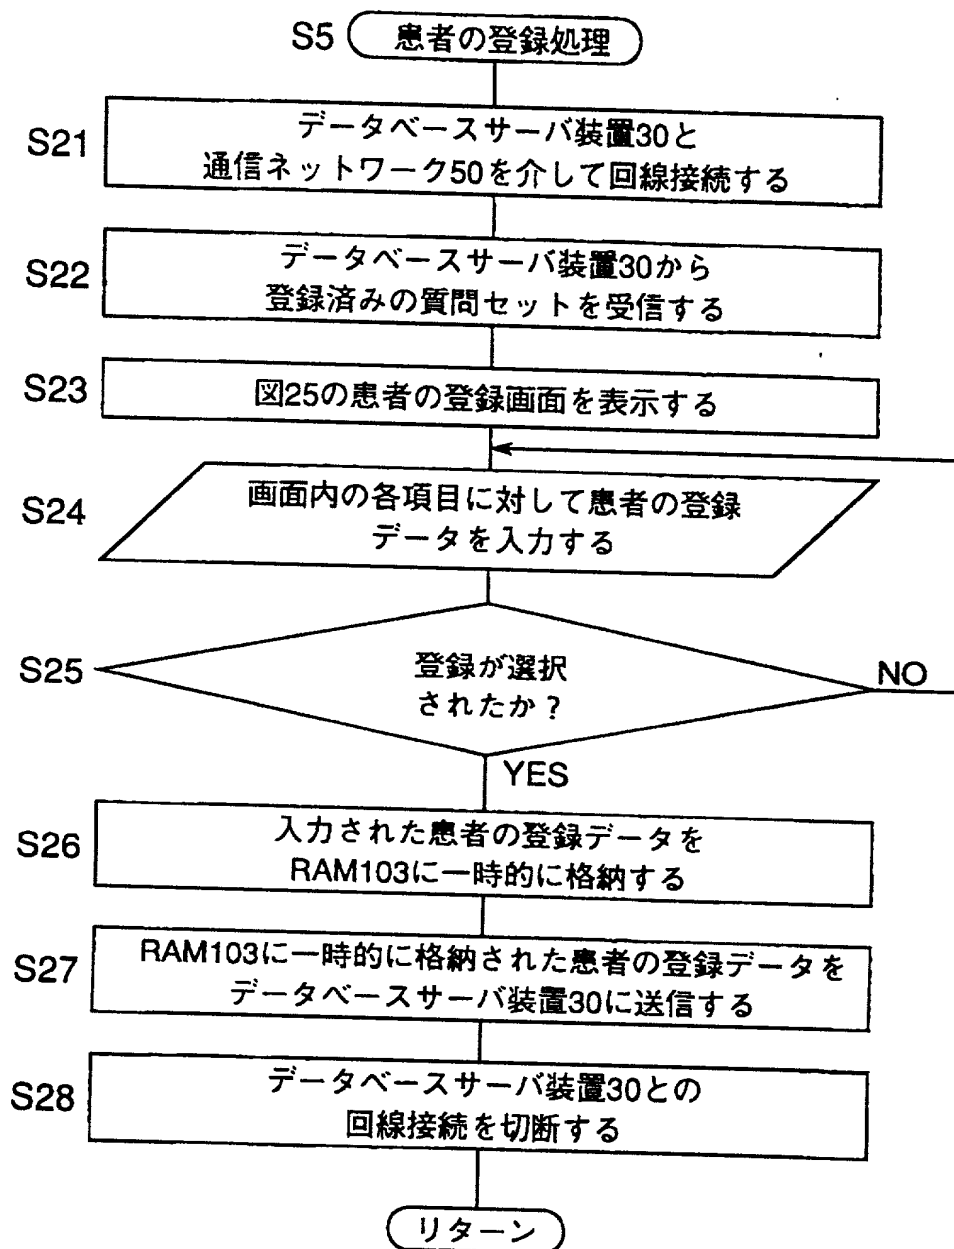 S5 患者の登録処理
S21
データベースサーバ装置30と
通信ネットワーク50を介して回線接続する
S22
データベースサーバ装置30から
登録済みの質問セットを受信する
S23
図25の患者の登録画面を表示する
S24
画面内の各項目に対して患者の登録
データを入力する
S25
登録が選択
されたか？
NO
YES
S26
入力された患者の登録データを
RAM103に一時的に格納する
S27
RAM103に一時的に格納された患者の登録データを
データベースサーバ装置30に送信する
S28
データベースサーバ装置30との
回線接続を切断する
リターン